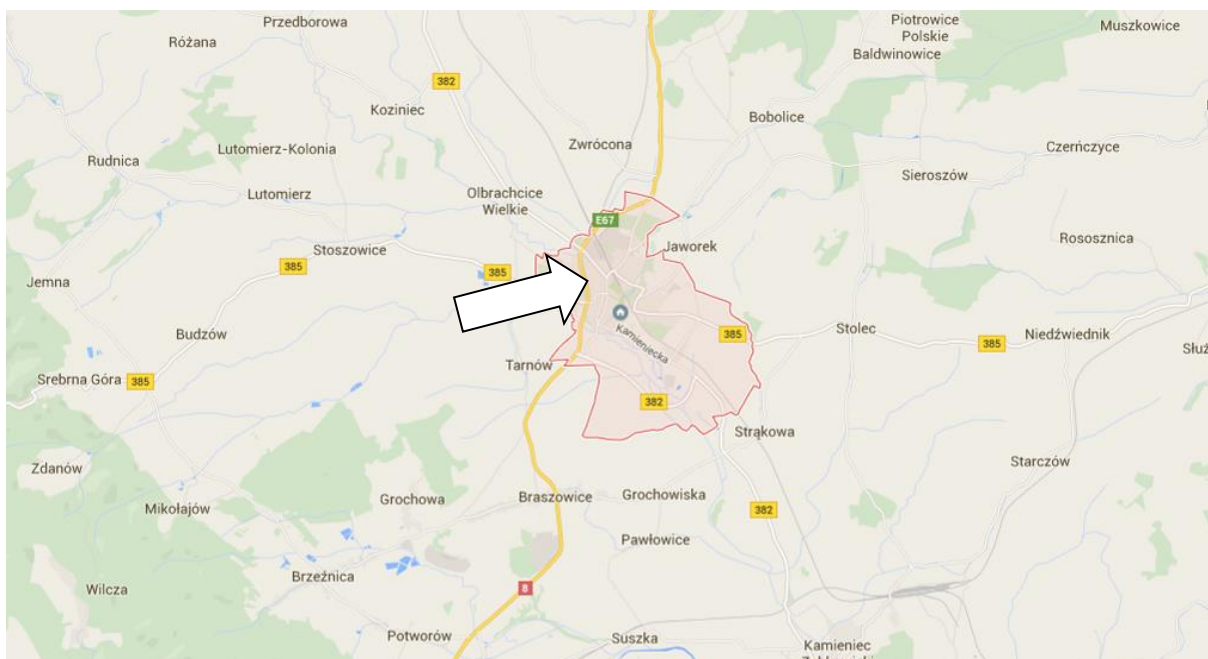 Przedborowa
Piotrowice
Polskie
Muszkowice
Różana
Baldwinowice
382
Koziniec
Bobolice
Zwrócona
Lutomierz-Kolonia
Czerńczyce
Rudnica
Sieroszów
Lutomierz
Olbrachcice
Wielkie
E67
Stoszowice
Jaworek
Rososznica
385
385
Jemna
Budzów
Kamieniecka
385
Stolec
Niedźwiednik
385
Tarnów
Srebrna Góra
385
382
Strąkowa
Zdanów
Starczów
Mikołajów
Grochowa
Braszowice
Grochowiska
382
Pawłowice
Brzeźnica
8
Wilcza
Potworów
Suszka
Kamieniec